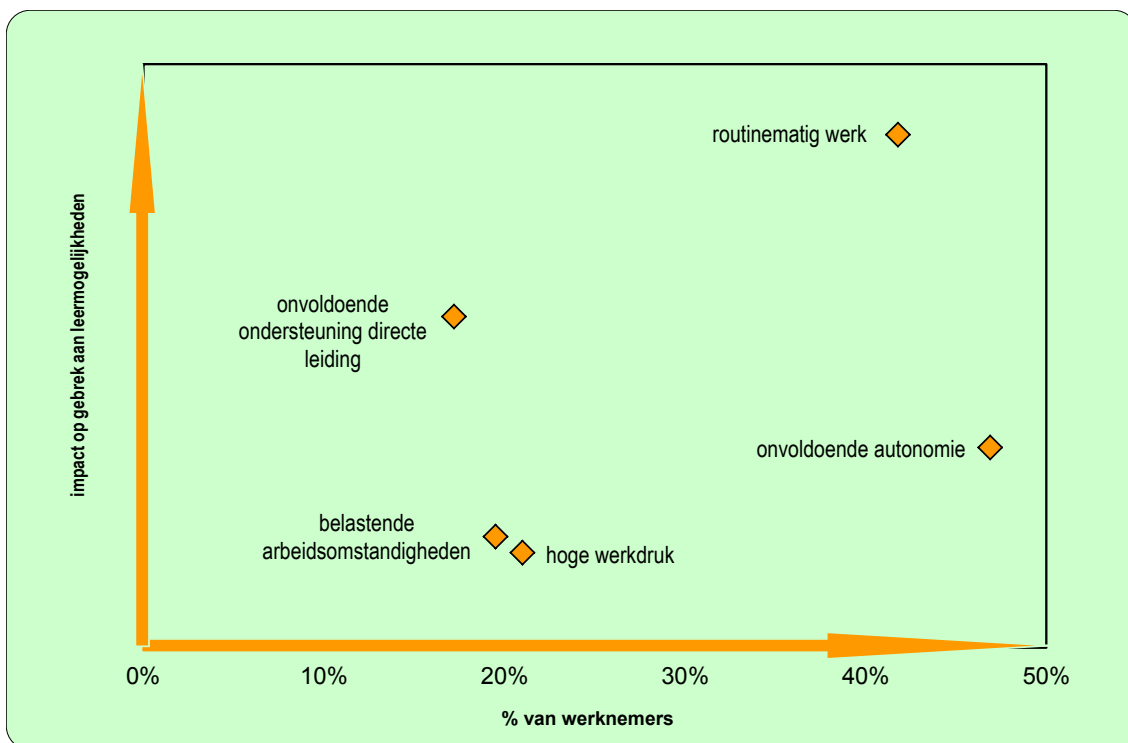 routinematig werk
impact op gebrek aan leermogelijkheden
onvoldoende
ondersteuning directe
leiding
onvoldoende autonomie
belastende
arbeidsomstandigheden
hoge werkdruk
0%
10%
20%
30%
40%
50%
% van werknemers